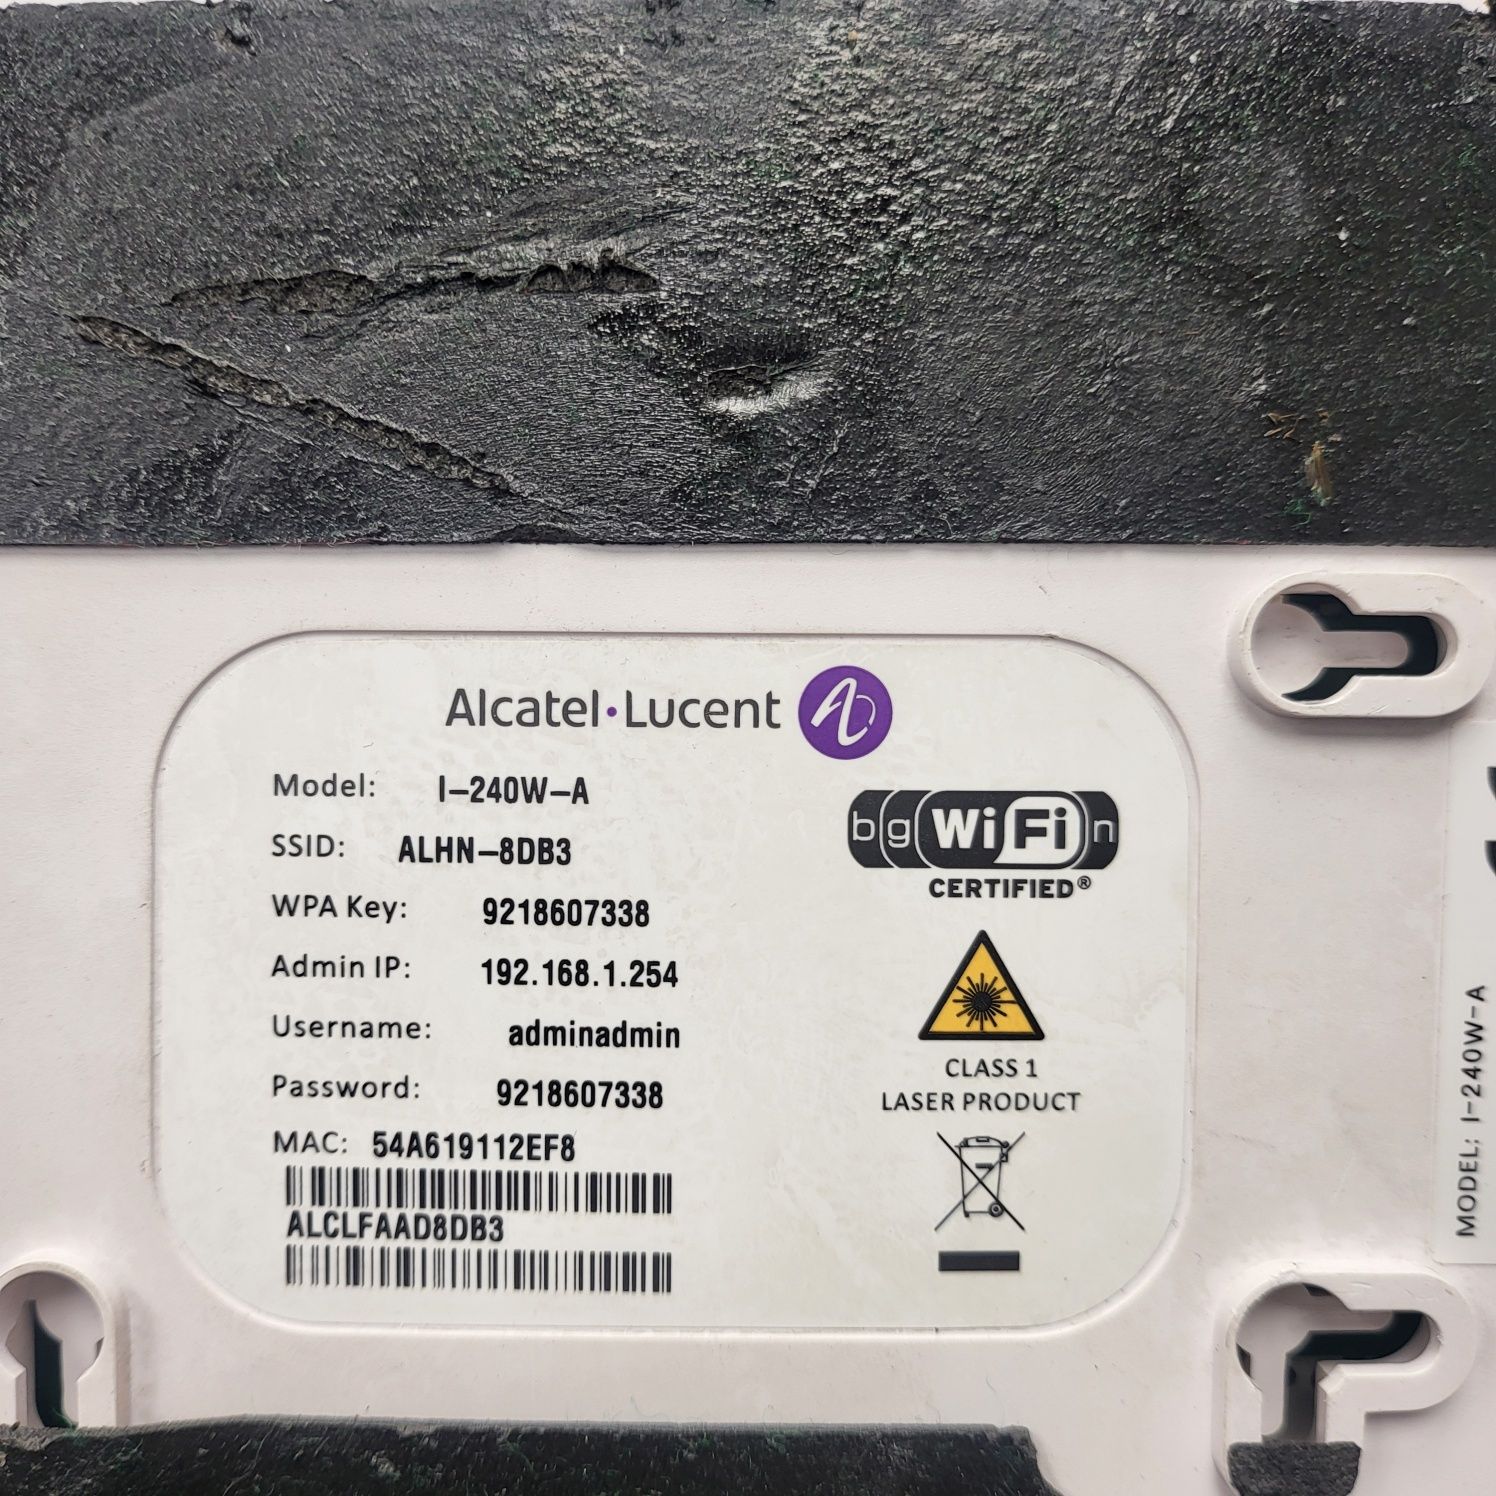 Alcatel·Lucent
Model: I-240W-A
SSID: ALHN-8DB3
WPA Key: 9218607338
Admin IP: 192.168.1.254
Username: adminadmin
Password: 9218607338
MAC: 54A619112EF8
ALCLFAAD8DB3
b g WiFi n
CERTIFIED®
CLASS 1
LASER PRODUCT
MODEL: I-240W-A